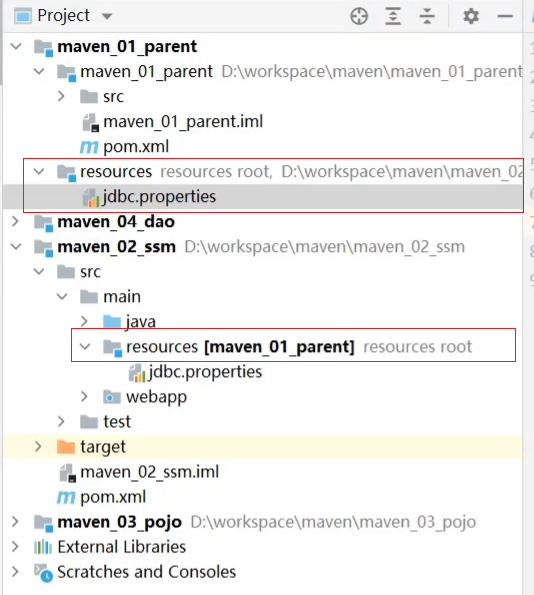 Project
maven_01_parent
maven_01_parent D:\workspace\maven\maven_01_parent
src
maven_01_parent.iml
pom.xml
resources resources root, D:\workspace\maven\maven_02
jdbc.properties
maven_04_dao
maven_02_ssm D:\workspace\maven\maven_02_ssm
src
main
java
resources [maven_01_parent] resources root
jdbc.properties
webapp
test
target
maven_02_ssm.iml
pom.xml
maven_03_pojo D:\workspace\maven\maven_03_pojo
External Libraries
Scratches and Consoles